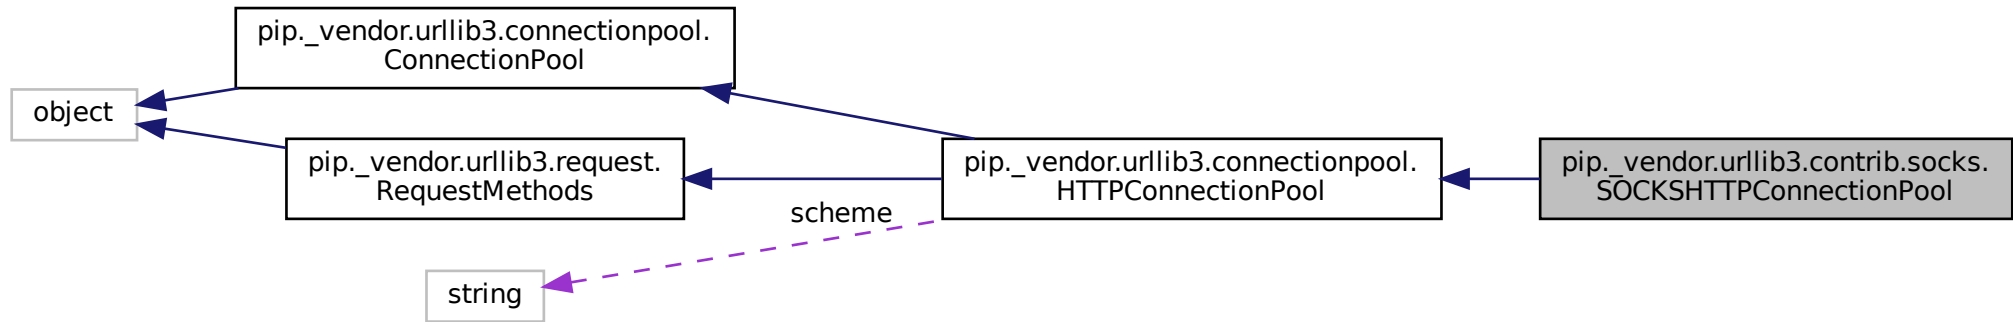 pip._vendor.urllib3.connectionpool.
ConnectionPool
object
pip._vendor.urllib3.request.
RequestMethods
pip._vendor.urllib3.connectionpool.
HTTPConnectionPool
pip._vendor.urllib3.contrib.socks.
SOCKSHTTPConnectionPool
scheme
string